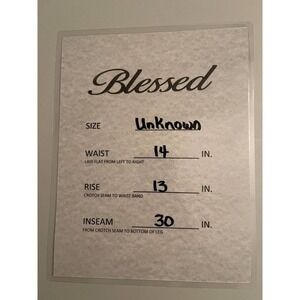 Blessed
SIZE Unknown
WAIST 14 IN.
LAID FLAT FROM LEFT TO RIGHT
RISE 13 IN.
CROTCH SEAM TO WAIST BAND
INSEAM 30 IN.
FROM CROTCH SEAM TO BOTTOM OF LEG